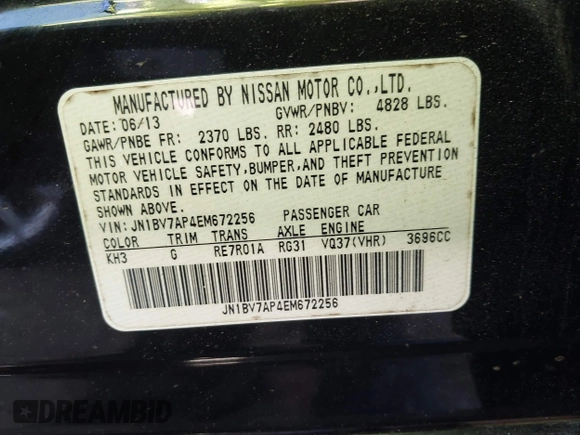 MANUFACTURED BY NISSAN MOTOR CO.,LTD.
DATE: '06/13 GVWR/PNBV: 4828 LBS.
GAWR/PNBE FR: 2370 LBS. RR: 2480 LBS.
THIS VEHICLE CONFORMS TO ALL APPLICABLE FEDERAL
MOTOR VEHICLE SAFETY, BUMPER, AND THEFT PREVENTION
STANDARDS IN EFFECT ON THE DATE OF MANUFACTURE
SHOWN ABOVE.
VIN: JN1BV7AP4EM672256 PASSENGER CAR
COLOR TRIM TRANS AXLE ENGINE
KH3 G RE7R01A RG31 VQ37(VHR) 3696CC
JN1BV7AP4EM672256
DREAMBID